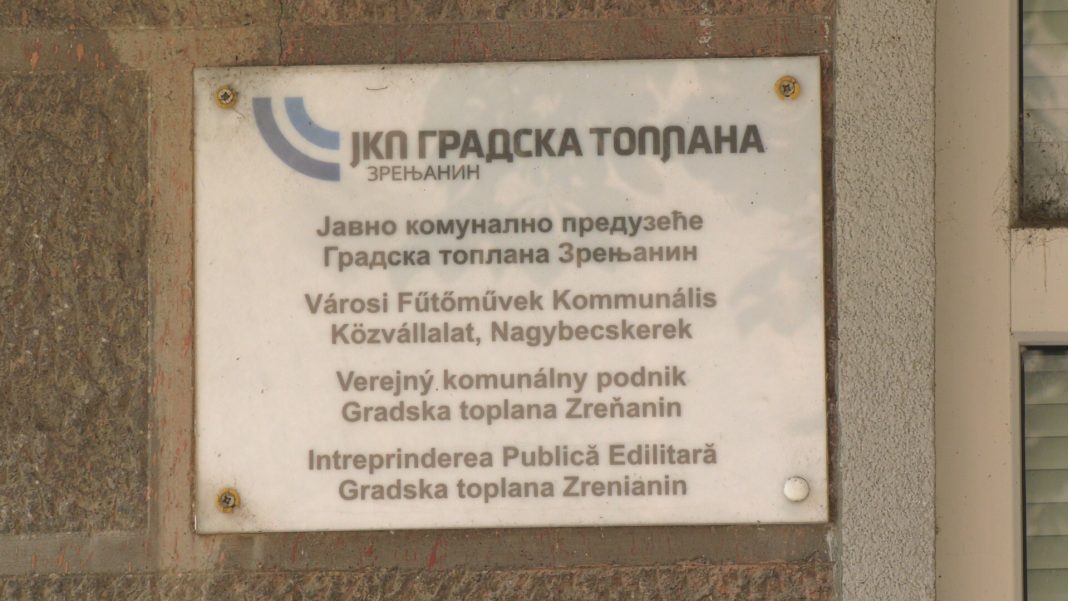 ЈКП ГРАДСКА ТОПЛАНА
ЗРЕЊАНИН
Јавно комунално предузеће
Градска топлана Зрењанин
Városi Fűtőművek Kommunális
Közvállalat, Nagybecskerek
Verejný komunálny podnik
Gradska toplana Zreňanin
Intreprinderea Publică Edilitară
Gradska toplana Zrenianin